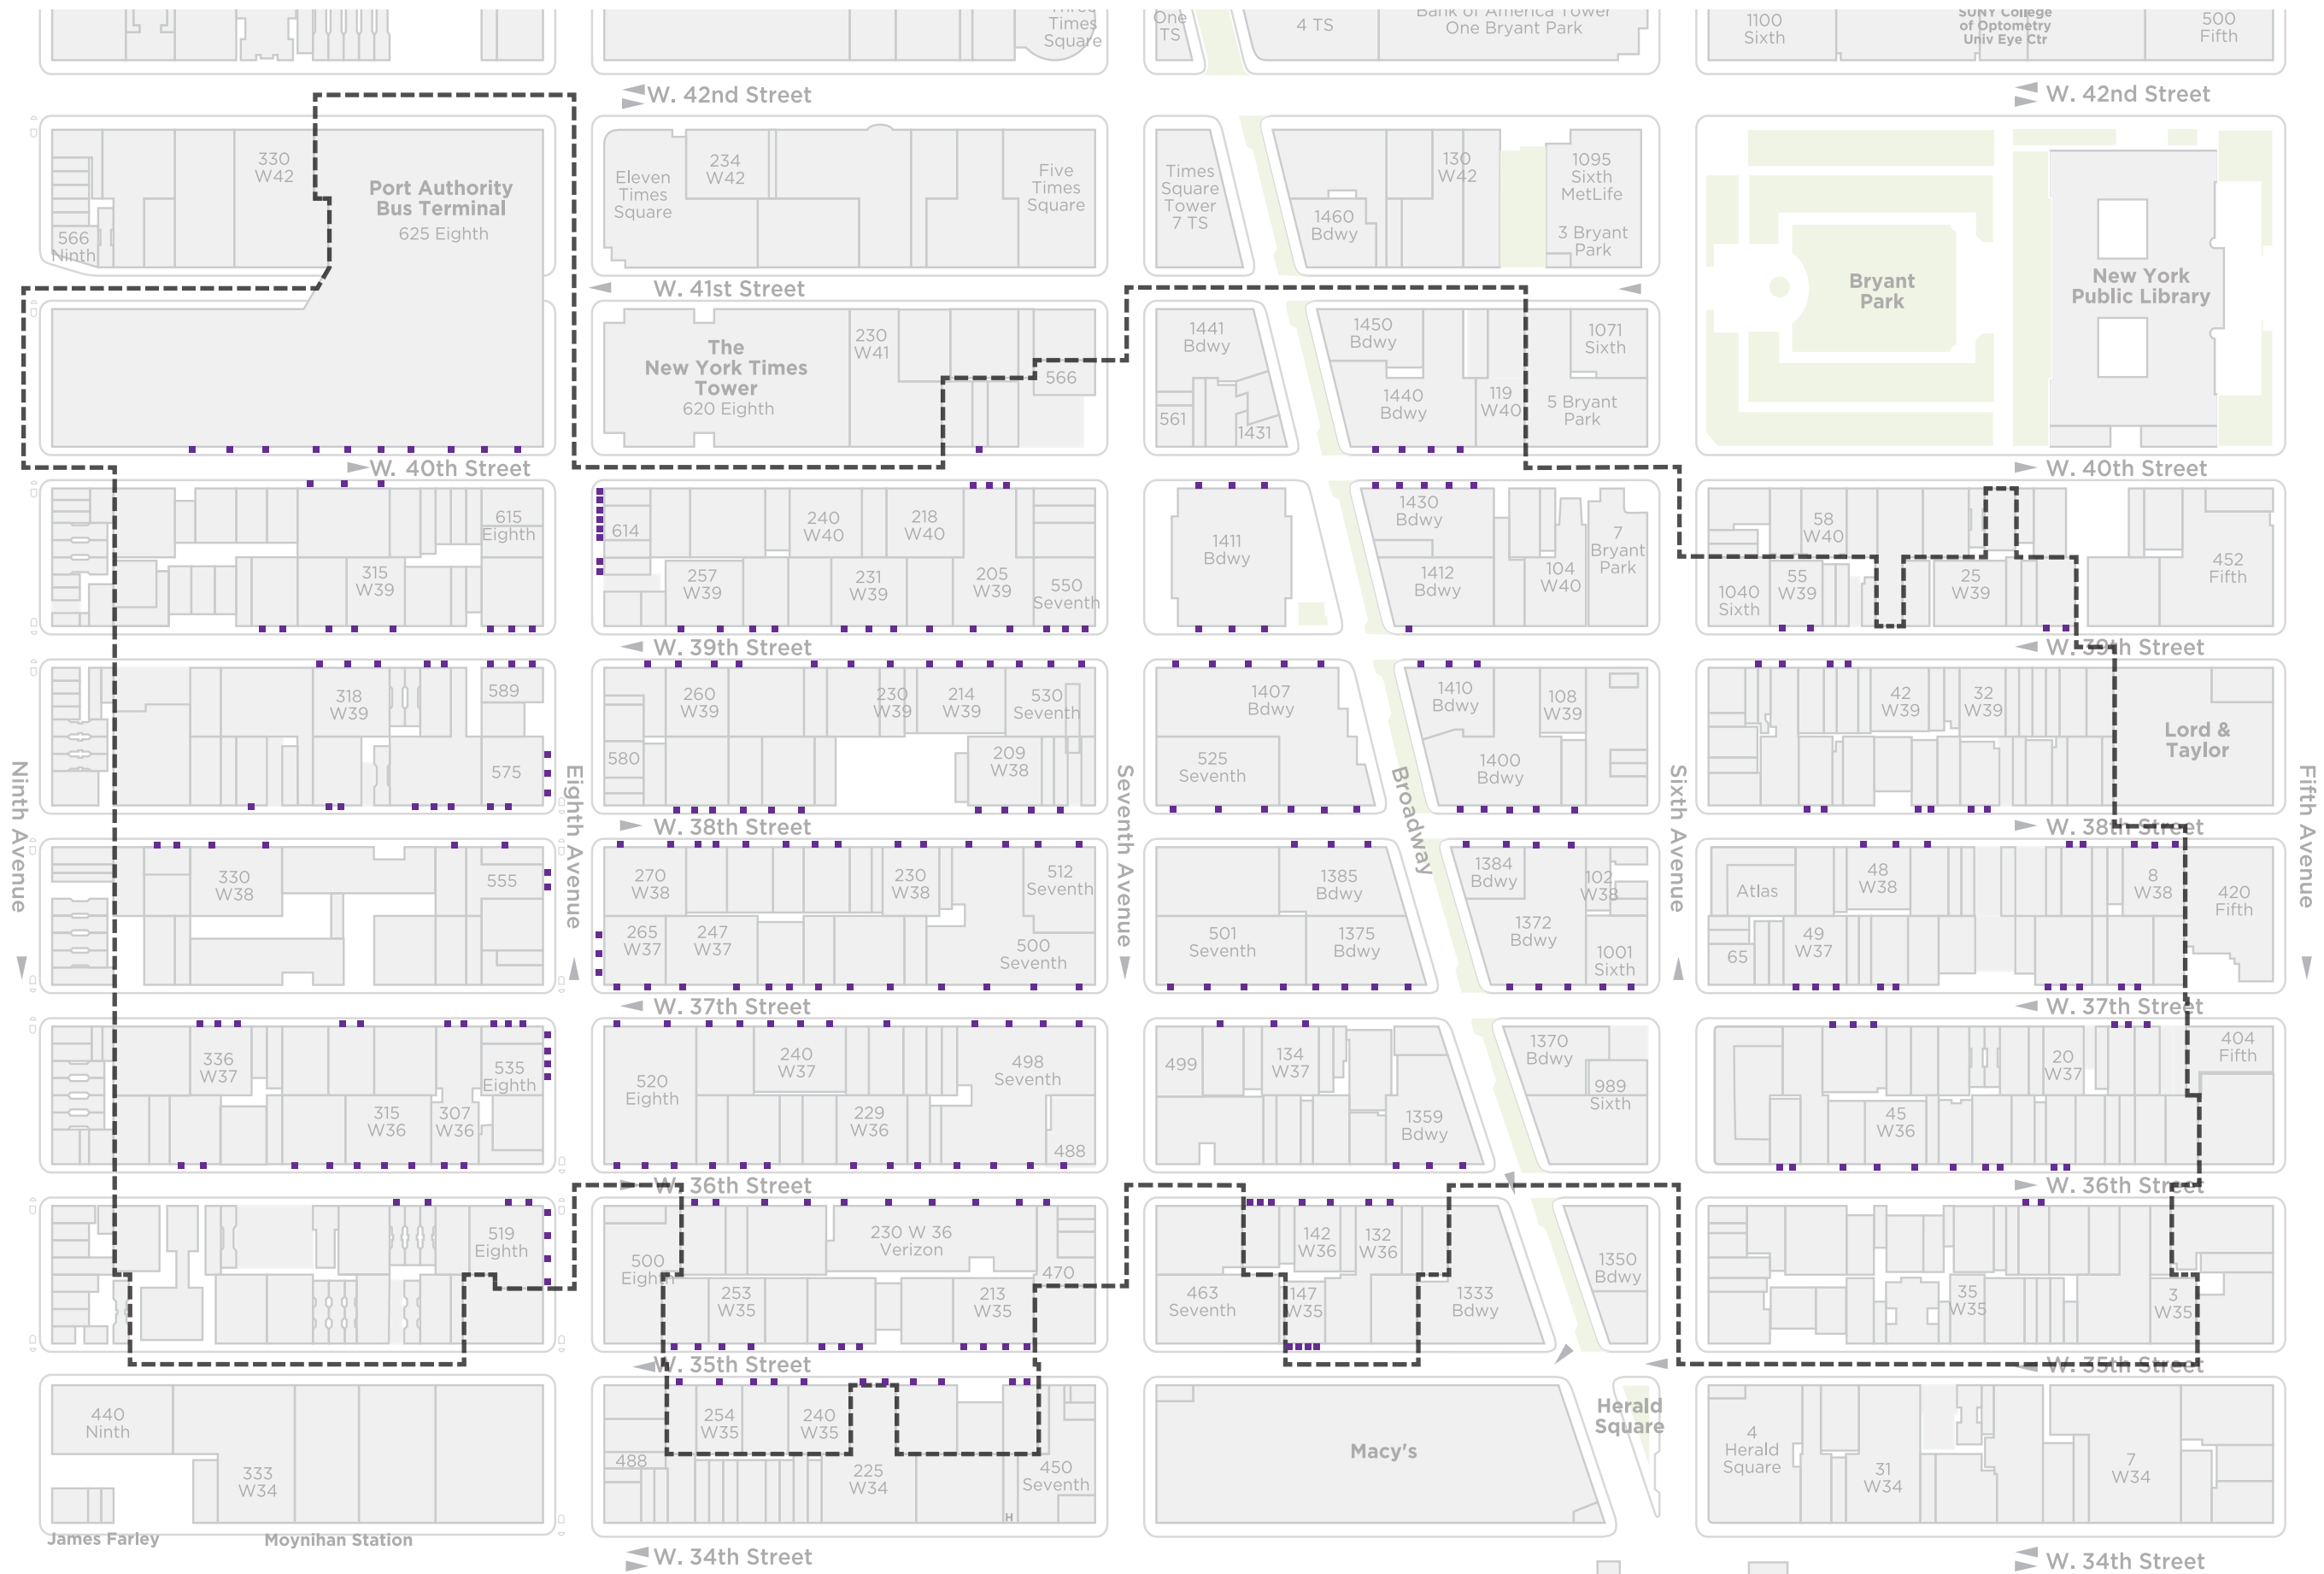 Three
Times
Square
One
TS
4 TS
Bank of America Tower
One Bryant Park
1100
Sixth
SUNY College
of Optometry
Univ Eye Ctr
500
Fifth
W. 42nd Street
W. 42nd Street
330
W42
Port Authority
Bus Terminal
625 Eighth
566
Ninth
Eleven
Times
Square
234
W42
Five
Times
Square
Times
Square
Tower
7 TS
1460
Bdwy
130
W42
1095
Sixth
MetLife
3 Bryant
Park
Bryant
Park
New York
Public Library
W. 41st Street
The
New York Times
Tower
620 Eighth
230
W41
566
1441
Bdwy
561
1431
1450
Bdwy
1440
Bdwy
119
W40
1071
Sixth
5 Bryant
Park
W. 40th Street
W. 40th Street
615
Eighth
315
W39
614
240
W40
218
W40
257
W39
231
W39
205
W39
550
Seventh
1411
Bdwy
1430
Bdwy
1412
Bdwy
104
W40
7
Bryant
Park
58
W40
1040
Sixth
55
W39
25
W39
452
Fifth
W. 39th Street
W. 39th Street
318
W39
589
575
260
W39
230
W39
214
W39
530
Seventh
580
209
W38
1407
Bdwy
525
Seventh
1410
Bdwy
108
W39
1400
Bdwy
42
W39
32
W39
Lord &
Taylor
Ninth Avenue
Eighth Avenue
Seventh Avenue
Broadway
Sixth Avenue
Fifth Avenue
W. 38th Street
W. 38th Street
330
W38
555
270
W38
230
W38
512
Seventh
265
W37
247
W37
500
Seventh
1385
Bdwy
501
Seventh
1375
Bdwy
1384
Bdwy
102
W38
1372
Bdwy
1001
Sixth
Atlas
48
W38
8
W38
420
Fifth
65
49
W37
W. 37th Street
W. 37th Street
336
W37
535
Eighth
315
W36
307
W36
520
Eighth
240
W37
498
Seventh
229
W36
488
499
134
W37
1359
Bdwy
1370
Bdwy
989
Sixth
20
W37
404
Fifth
45
W36
W. 36th Street
W. 36th Street
519
Eighth
500
Eighth
230 W 36
Verizon
470
253
W35
213
W35
142
W36
132
W36
463
Seventh
147
W35
1333
Bdwy
1350
Bdwy
35
W35
3
W35
W. 35th Street
W. 35th Street
440
Ninth
333
W34
254
W35
240
W35
488
225
W34
450
Seventh
H
Macy's
Herald
Square
4
Herald
Square
31
W34
7
W34
James Farley
Moynihan Station
W. 34th Street
W. 34th Street